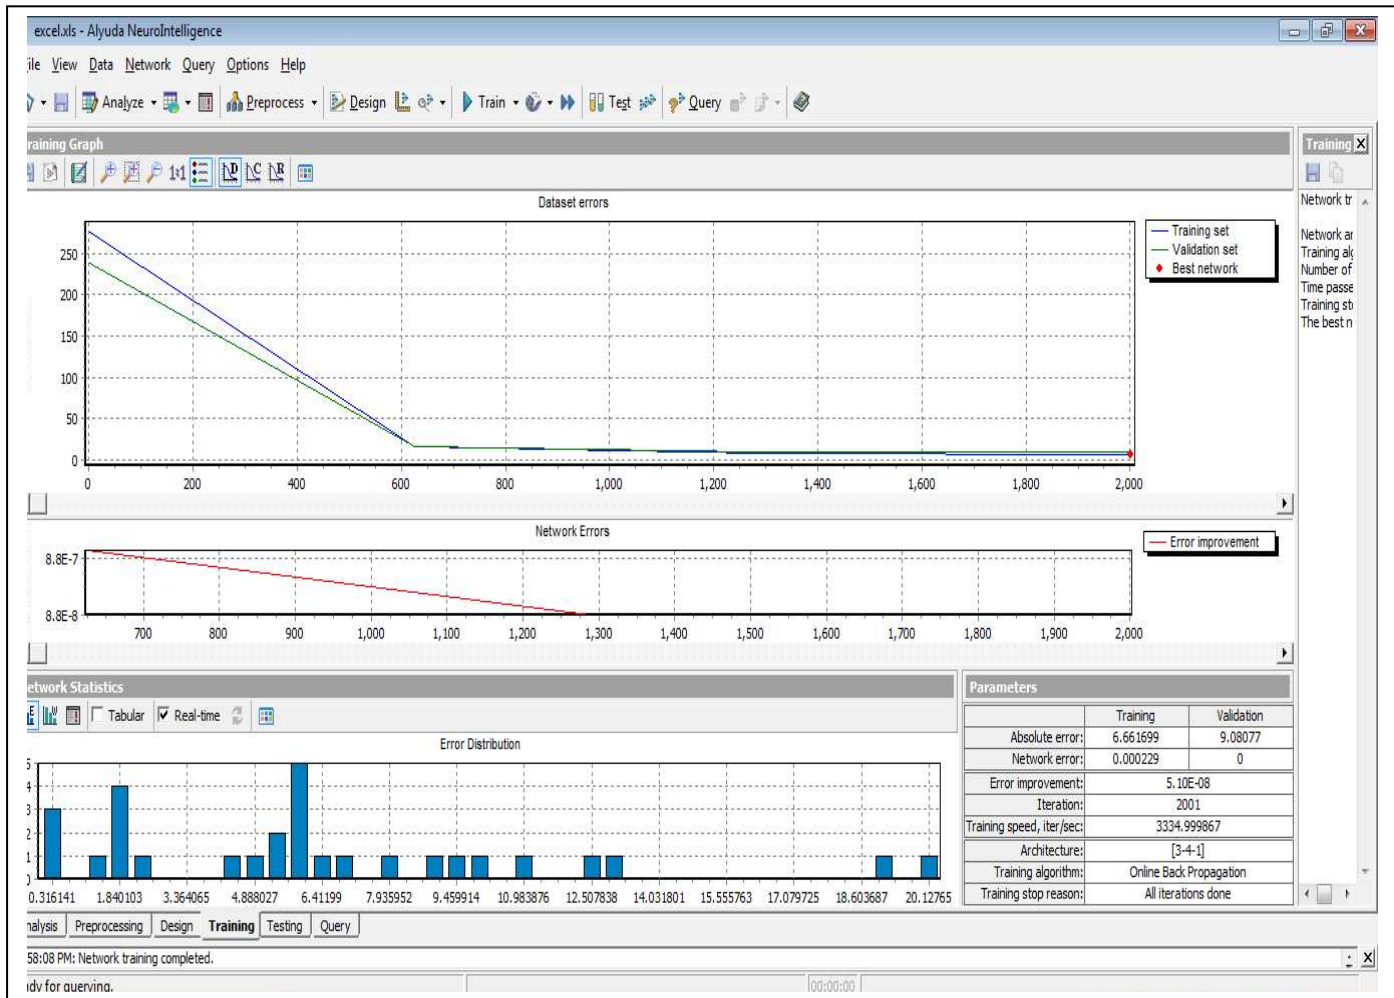 excel.xls - Alyuda NeuroIntelligence
ile View Data Network Query Options Help
Analyze Preprocess Design Train Test Query
raining Graph
Training X
1:1 D C R
Dataset errors
250
200
150
100
50
0
0 200 400 600 800 1,000 1,200 1,400 1,600 1,800 2,000
Training set
Validation set
Best network
Network tr
Network ar
Training alg
Number of
Time passe
Training sto
The best n
Network Errors
8.8E-7
8.8E-8
700 800 900 1,000 1,100 1,200 1,300 1,400 1,500 1,600 1,700 1,800 1,900 2,000
Error improvement
etwork Statistics
Tabular Real-time
Error Distribution
5
4
3
2
1
0
0.316141 1.840103 3.364065 4.888027 6.41199 7.935952 9.459914 10.983876 12.507838 14.031801 15.555763 17.079725 18.603687 20.12765
Parameters
Training Validation
Absolute error: 6.661699 9.08077
Network error: 0.000229 0
Error improvement: 5.10E-08
Iteration: 2001
Training speed, iter/sec: 3334.999867
Architecture: [3-4-1]
Training algorithm: Online Back Propagation
Training stop reason: All iterations done
nalysis Preprocessing Design Training Testing Query
58:08 PM: Network training completed.
ady for querying.
00:00:00